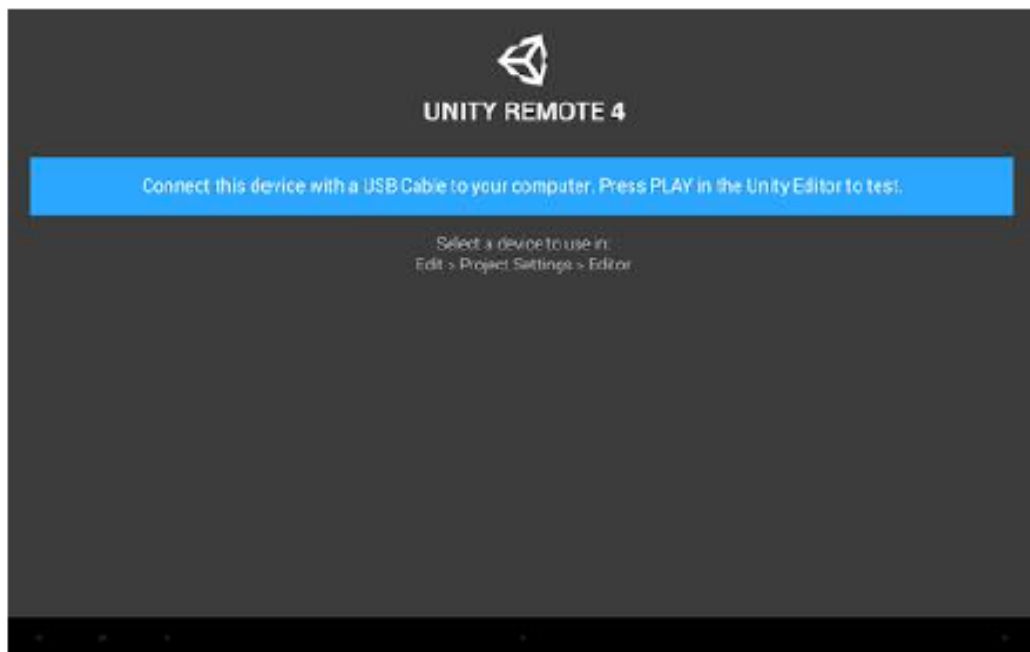 UNITY REMOTE 4
Connect this device with a USB Cable to your computer. Press PLAY in the Unity Editor to test.
Select a device to use in:
Edit > Project Settings > Editor